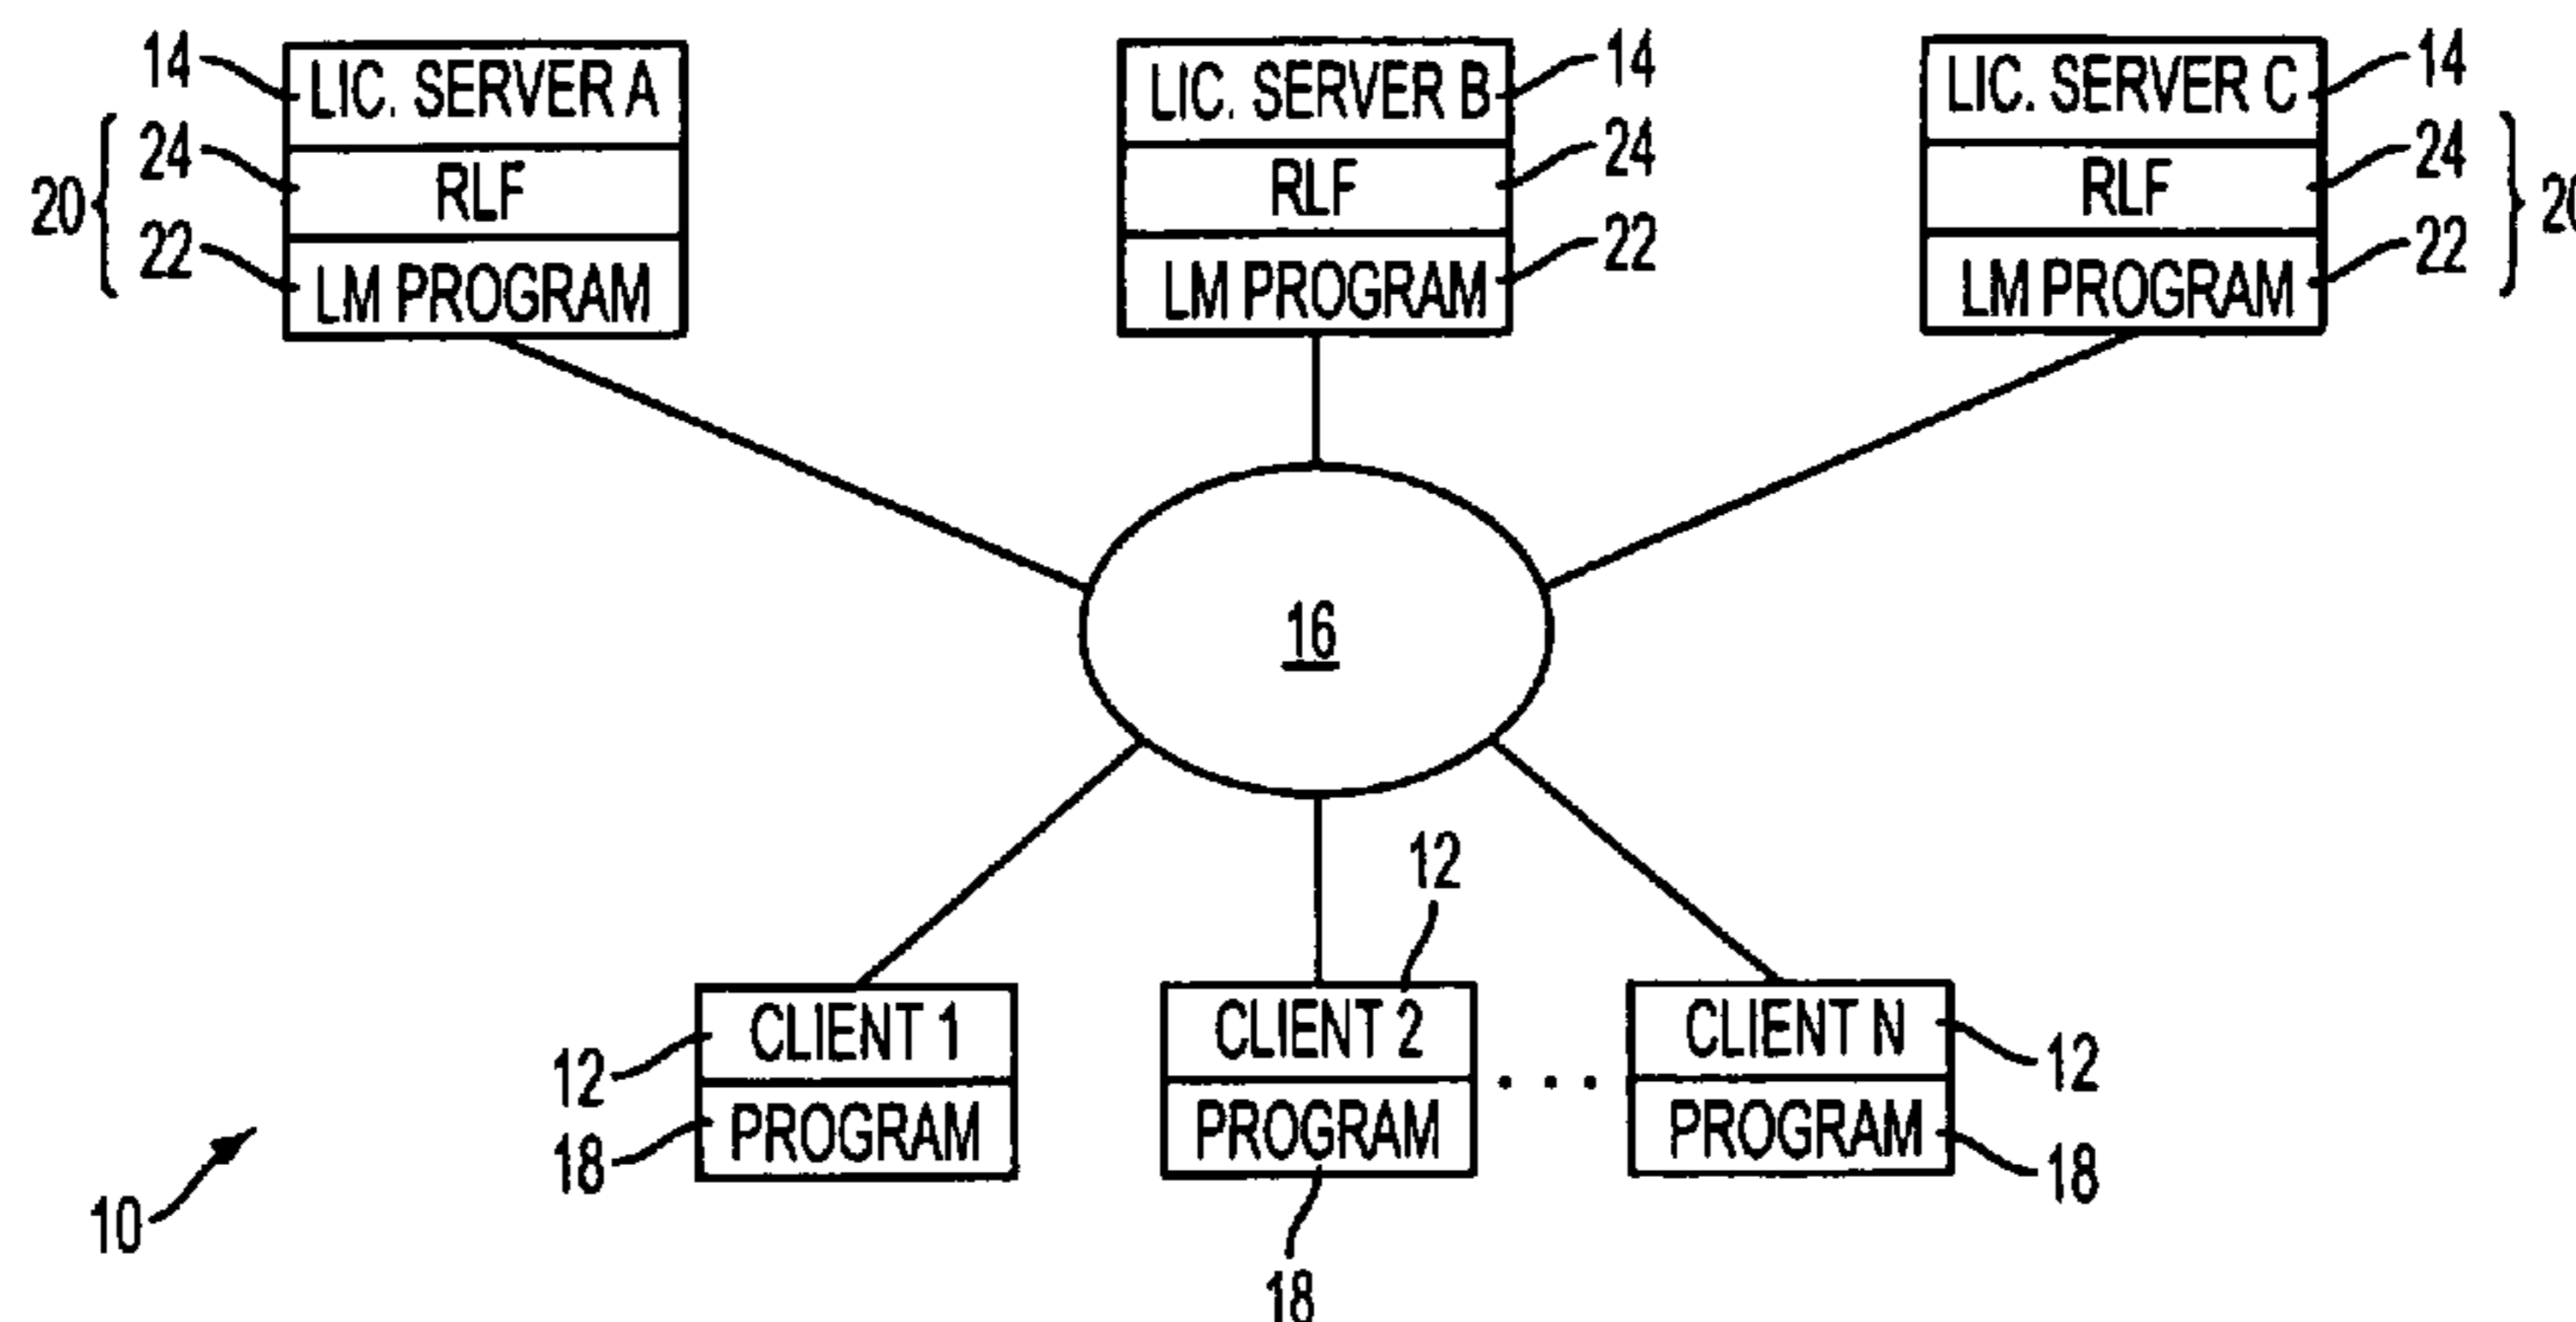 14 LIC. SERVER A LIC. SERVER B 14 LIC. SERVER C 14
20 24 RLF RLF 24 RLF 24
22 LM PROGRAM LM PROGRAM 22 LM PROGRAM 22
16
12
12 CLIENT 1 CLIENT 2 . . . CLIENT N 12
18 PROGRAM PROGRAM PROGRAM 18
10
18